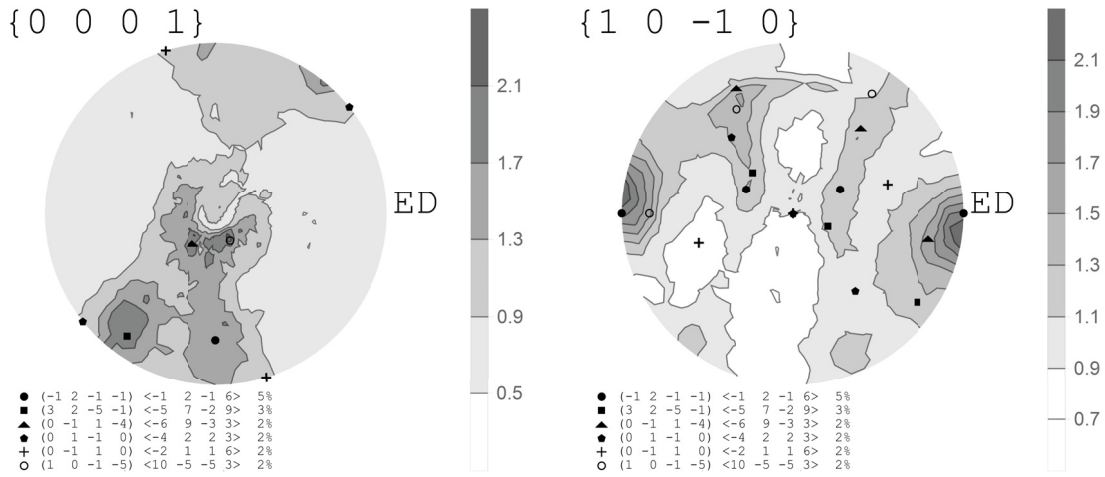 {0 0 0 1}
ED
2.1
1.7
1.3
0.9
0.5
(-1 2 -1 -1) <-1 2 -1 6> 5%
(3 2 -5 -1) <-5 7 -2 9> 3%
(0 -1 1 -4) <-6 9 -3 3> 2%
(0 1 -1 0) <-4 2 2 3> 2%
(0 -1 1 0) <-2 1 1 6> 2%
(1 0 -1 -5) <10 -5 -5 3> 2%
{1 0 -1 0}
ED
2.1
1.9
1.7
1.5
1.3
1.1
0.9
0.7
(-1 2 -1 -1) <-1 2 -1 6> 5%
(3 2 -5 -1) <-5 7 -2 9> 3%
(0 -1 1 -4) <-6 9 -3 3> 2%
(0 1 -1 0) <-4 2 2 3> 2%
(0 -1 1 0) <-2 1 1 6> 2%
(1 0 -1 -5) <10 -5 -5 3> 2%